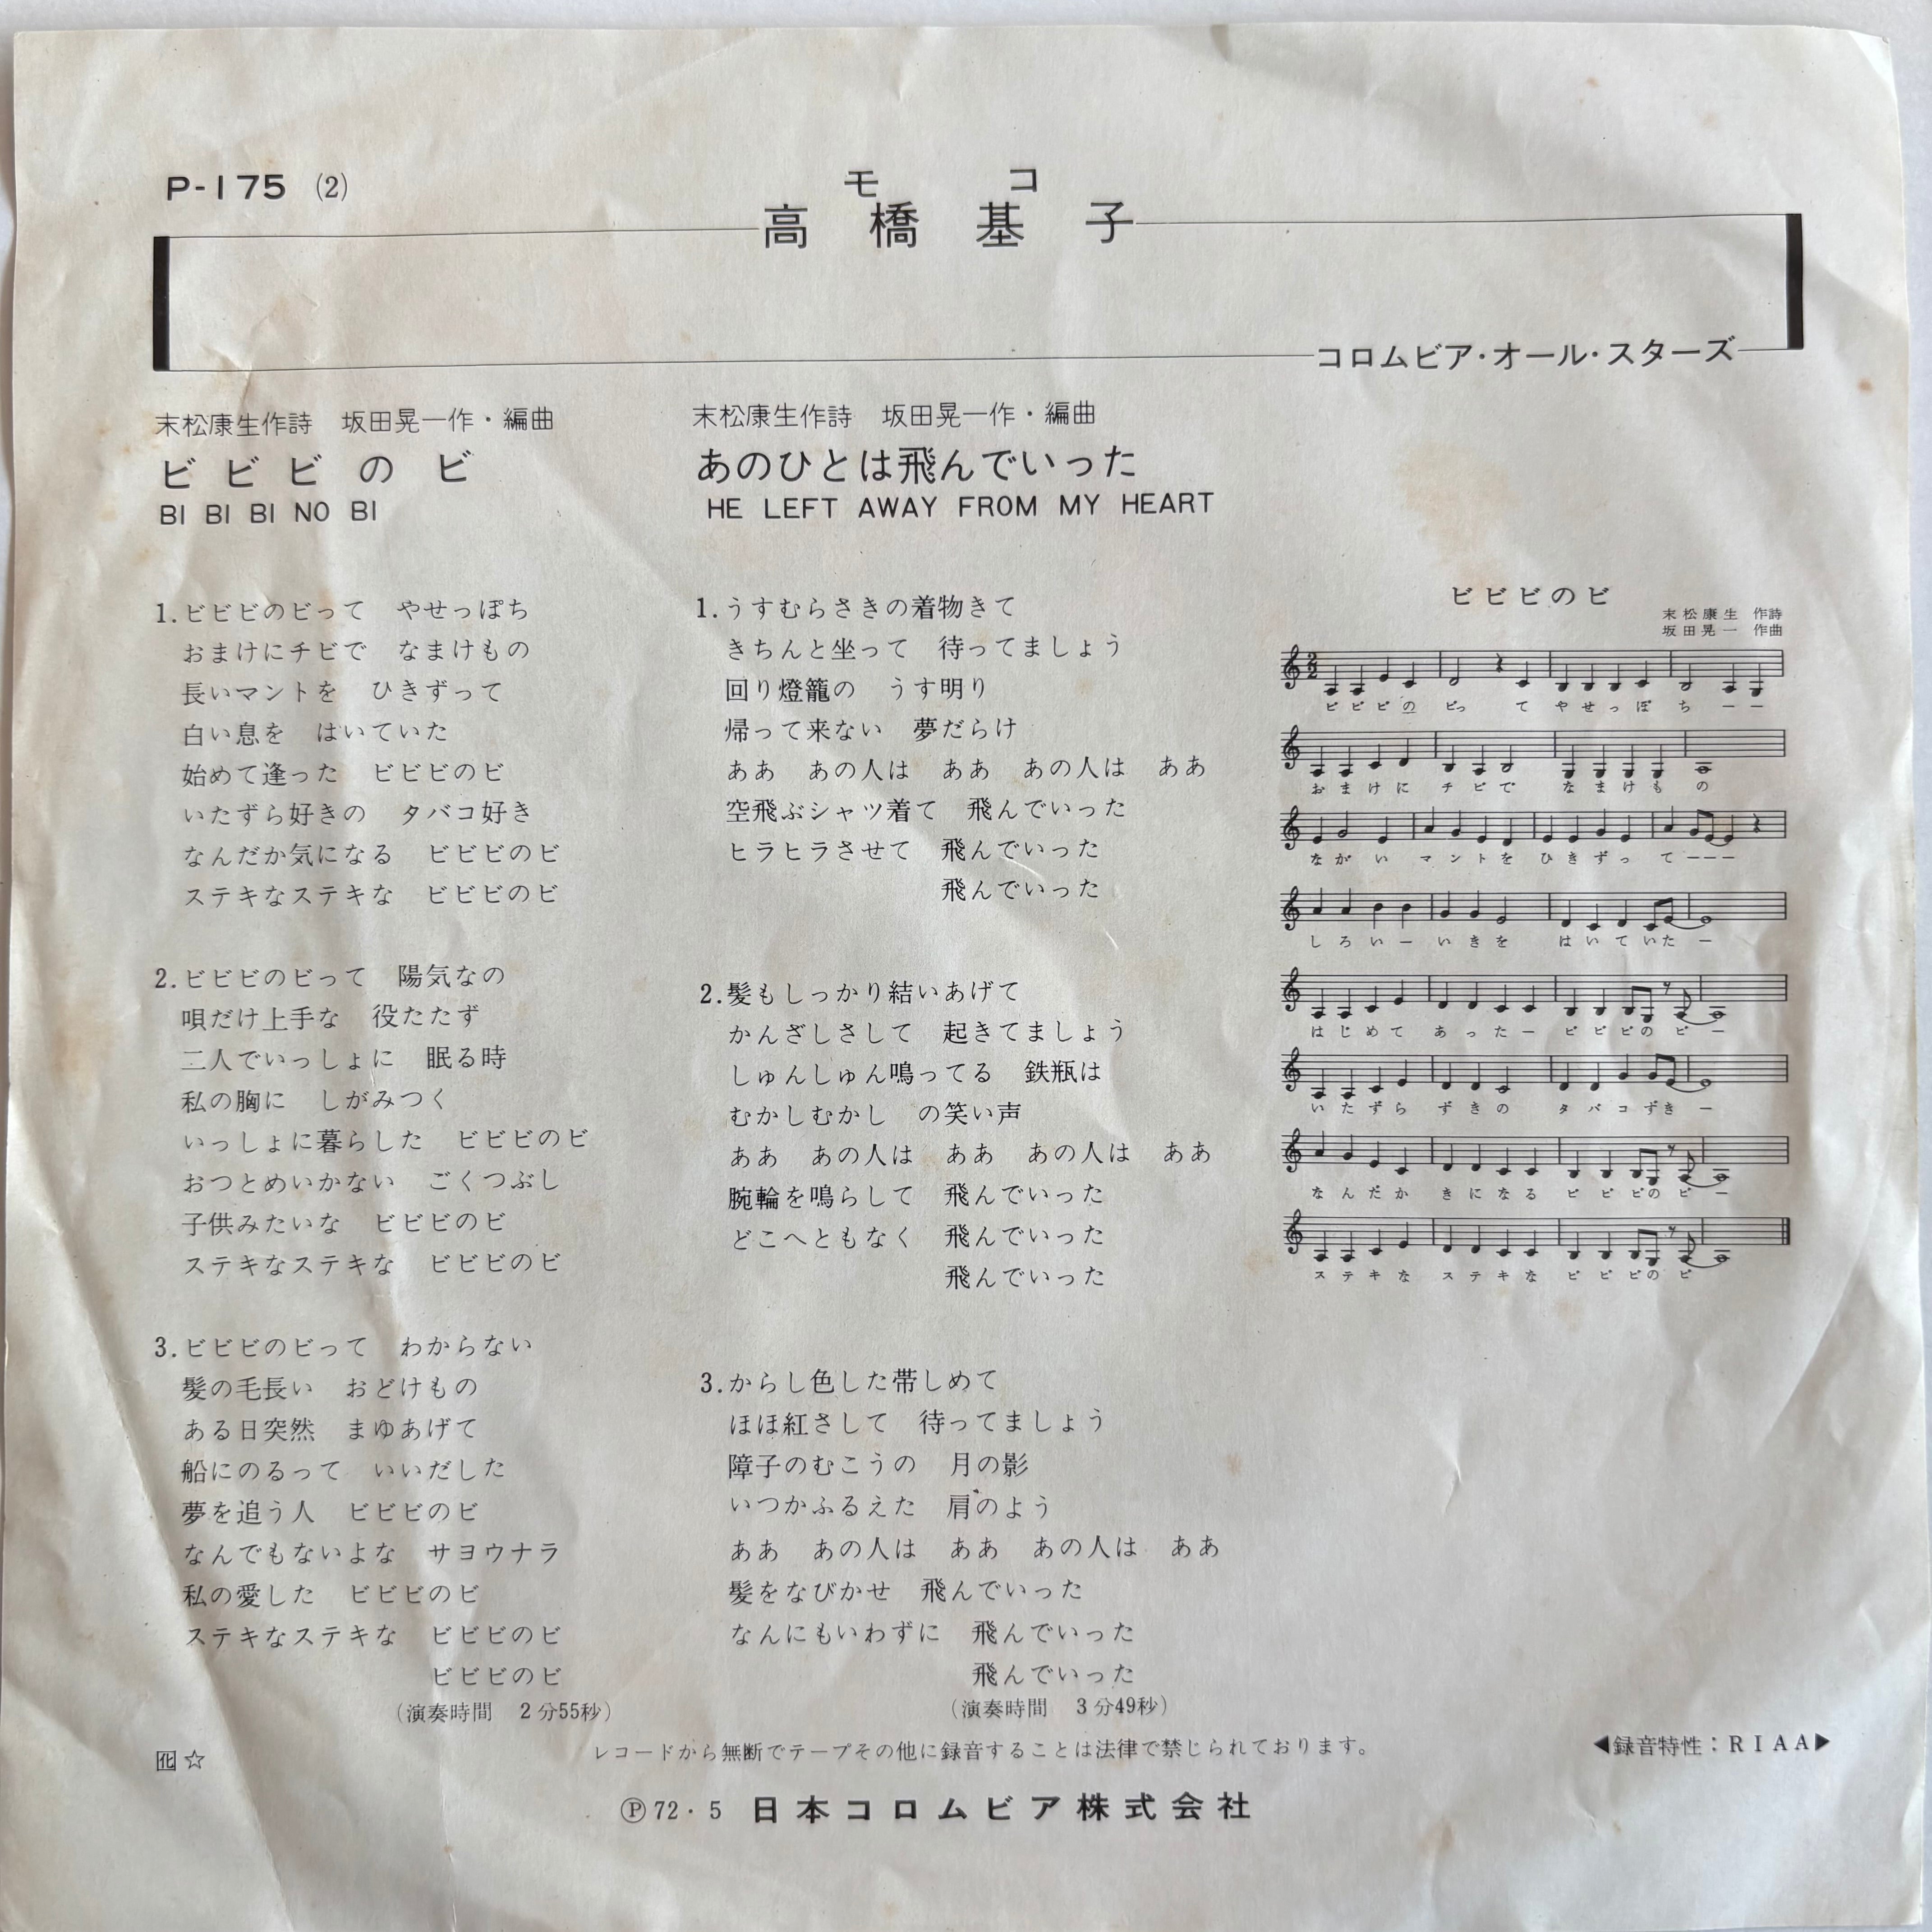 P-175 (2)
モコ
高橋基子
コロムビア・オール・スターズ
末松康生作詩　坂田晃一作・編曲
ビビビのビ
BI BI BI NO BI
1.ビビビのビって　やせっぽち
おまけにチビで　なまけもの
長いマントを　ひきずって
白い息を　はいていた
始めて逢った　ビビビのビ
いたずら好きの　タバコ好き
なんだか気になる　ビビビのビ
ステキなステキな　ビビビのビ
2.ビビビのビって　陽気なの
唄だけ上手な　役たたず
二人でいっしょに　眠る時
私の胸に　しがみつく
いっしょに暮らした　ビビビのビ
おつとめいかない　ごくつぶし
子供みたいな　ビビビのビ
ステキなステキな　ビビビのビ
3.ビビビのビって　わからない
髪の毛長い　おどけもの
ある日突然　まゆあげて
船にのるって　いいだした
夢を追う人　ビビビのビ
なんでもないよな　サヨウナラ
私の愛した　ビビビのビ
ステキなステキな　ビビビのビ
ビビビのビ
(演奏時間　2分55秒)
末松康生作詩　坂田晃一作・編曲
あのひとは飛んでいった
HE LEFT AWAY FROM MY HEART
1.うすむらさきの着物きて
きちんと坐って　待ってましょう
回り燈籠の　うす明り
帰って来ない　夢だらけ
ああ　あの人は　ああ　あの人は　ああ
空飛ぶシャツ着て　飛んでいった
ヒラヒラさせて　飛んでいった
飛んでいった
2.髪もしっかり結いあげて
かんざしさして　起きてましょう
しゅんしゅん鳴ってる　鉄瓶は
むかしむかし　の笑い声
ああ　あの人は　ああ　あの人は　ああ
腕輪を鳴らして　飛んでいった
どこへともなく　飛んでいった
飛んでいった
3.からし色した帯しめて
ほほ紅さして　待ってましょう
障子のむこうの　月の影
いつかふるえた　肩のよう
ああ　あの人は　ああ　あの人は　ああ
髪をなびかせ　飛んでいった
なんにもいわずに　飛んでいった
飛んでいった
(演奏時間　3分49秒)
ビビビのビ
末松康生　作詩
坂田晃一　作曲
2
2
ビビビの　ビっ　て　やせっぽ　ち　ーー
おまけに　チビで　なまけも　の
ながい　マントを　ひきずっ　てーーー
しろいー　いきを　はいていた　ー
はじめて　あったー　ビビビの　ビー
いたずら　ずきの　タバコずき　ー
なんだか　きになる　ビビビの　ビー
ステキな　ステキな　ビビビの　ビ
㘣☆
レコードから無断でテープその他に録音することは法律で禁じられております。
◀録音特性：RIAA▶
Ⓟ72・5　日本コロムビア株式会社